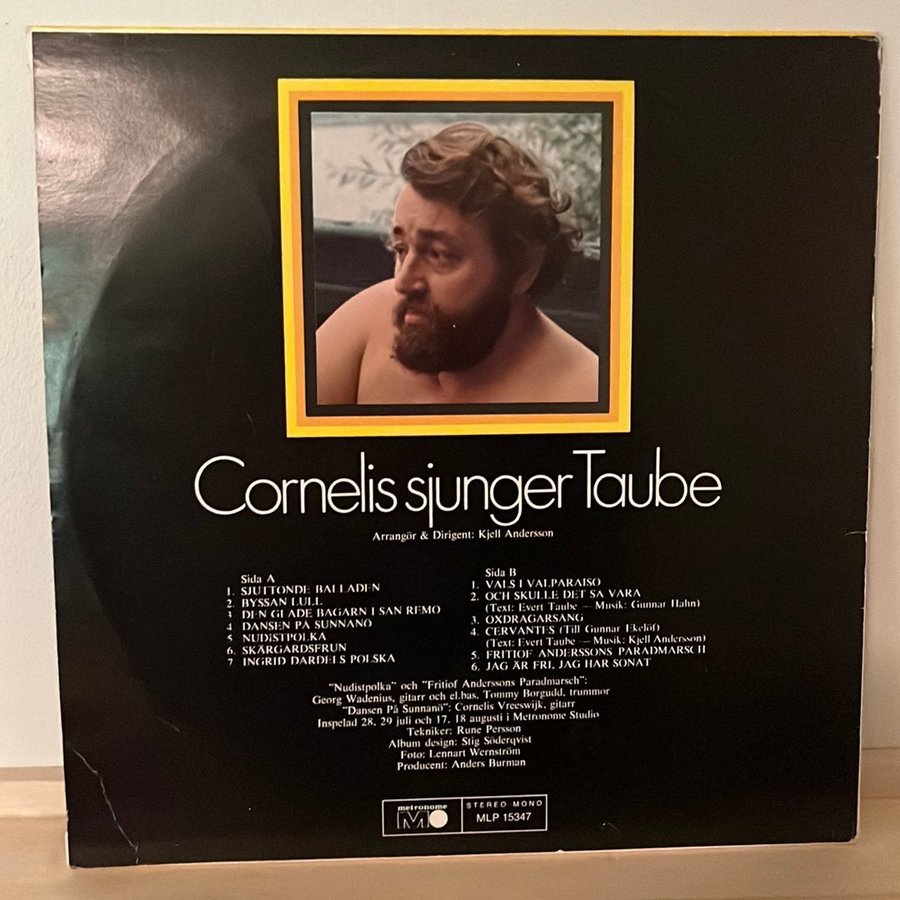 Cornelis sjunger Taube
Arrangör & Dirigent: Kjell Andersson
Sida A
1. SJUTTONDE BALLADEN
2. BYSSAN LULL
3. DEN GLADE BAGARN I SAN REMO
4. DANSEN PÅ SUNNANÖ
5. NUDISTPOLKA
6. SKÄRGÅRDSFRUN
7. INGRID DARDELS POLSKA
Sida B
1. VALS I VALPARAISO
2. OCH SKULLE DET SÅ VARA
(Text: Evert Taube – Musik: Gunnar Hahn)
3. OXDRAGARSÅNG
4. CERVANTES (Till Gunnar Ekelöf)
(Text: Evert Taube – Musik: Kjell Andersson)
5. FRITIOF ANDERSSONS PARADMARSCH
6. JAG ÄR FRI, JAG HAR SONAT
"Nudistpolka" och "Fritiof Anderssons Paradmarsch":
Georg Wadenius, gitarr och el.bas, Tommy Borgudd, trummor
"Dansen På Sunnanö": Cornelis Vreeswijk, gitarr
Inspelad 28, 29 juli och 17, 18 augusti i Metronome Studio
Tekniker: Rune Persson
Album design: Stig Söderqvist
Foto: Lennart Wernström
Producent: Anders Burman
metronome
M
STEREO MONO
MLP 15347